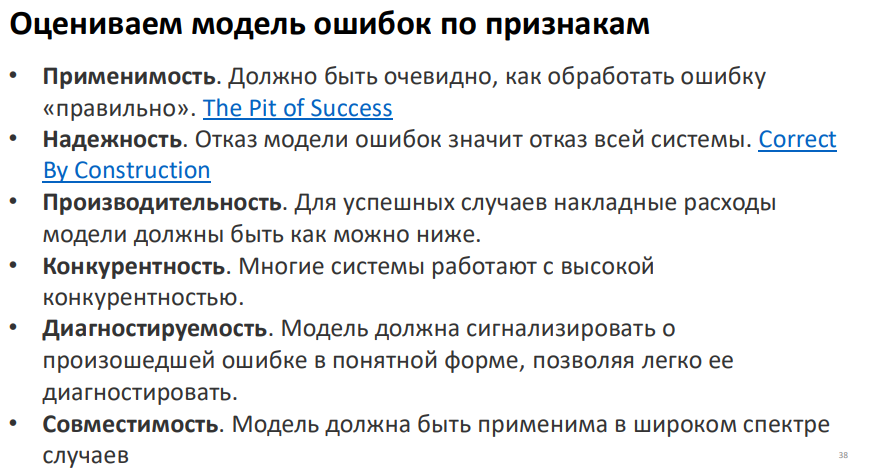 Оцениваем модель ошибок по признакам
• Применимость. Должно быть очевидно, как обработать ошибку
«правильно». The Pit of Success
• Надежность. Отказ модели ошибок значит отказ всей системы. Correct
By Construction
• Производительность. Для успешных случаев накладные расходы
модели должны быть как можно ниже.
• Конкурентность. Многие системы работают с высокой
конкурентностью.
• Диагностируемость. Модель должна сигнализировать о
произошедшей ошибке в понятной форме, позволяя легко ее
диагностировать.
• Совместимость. Модель должна быть применима в широком спектре
случаев
38